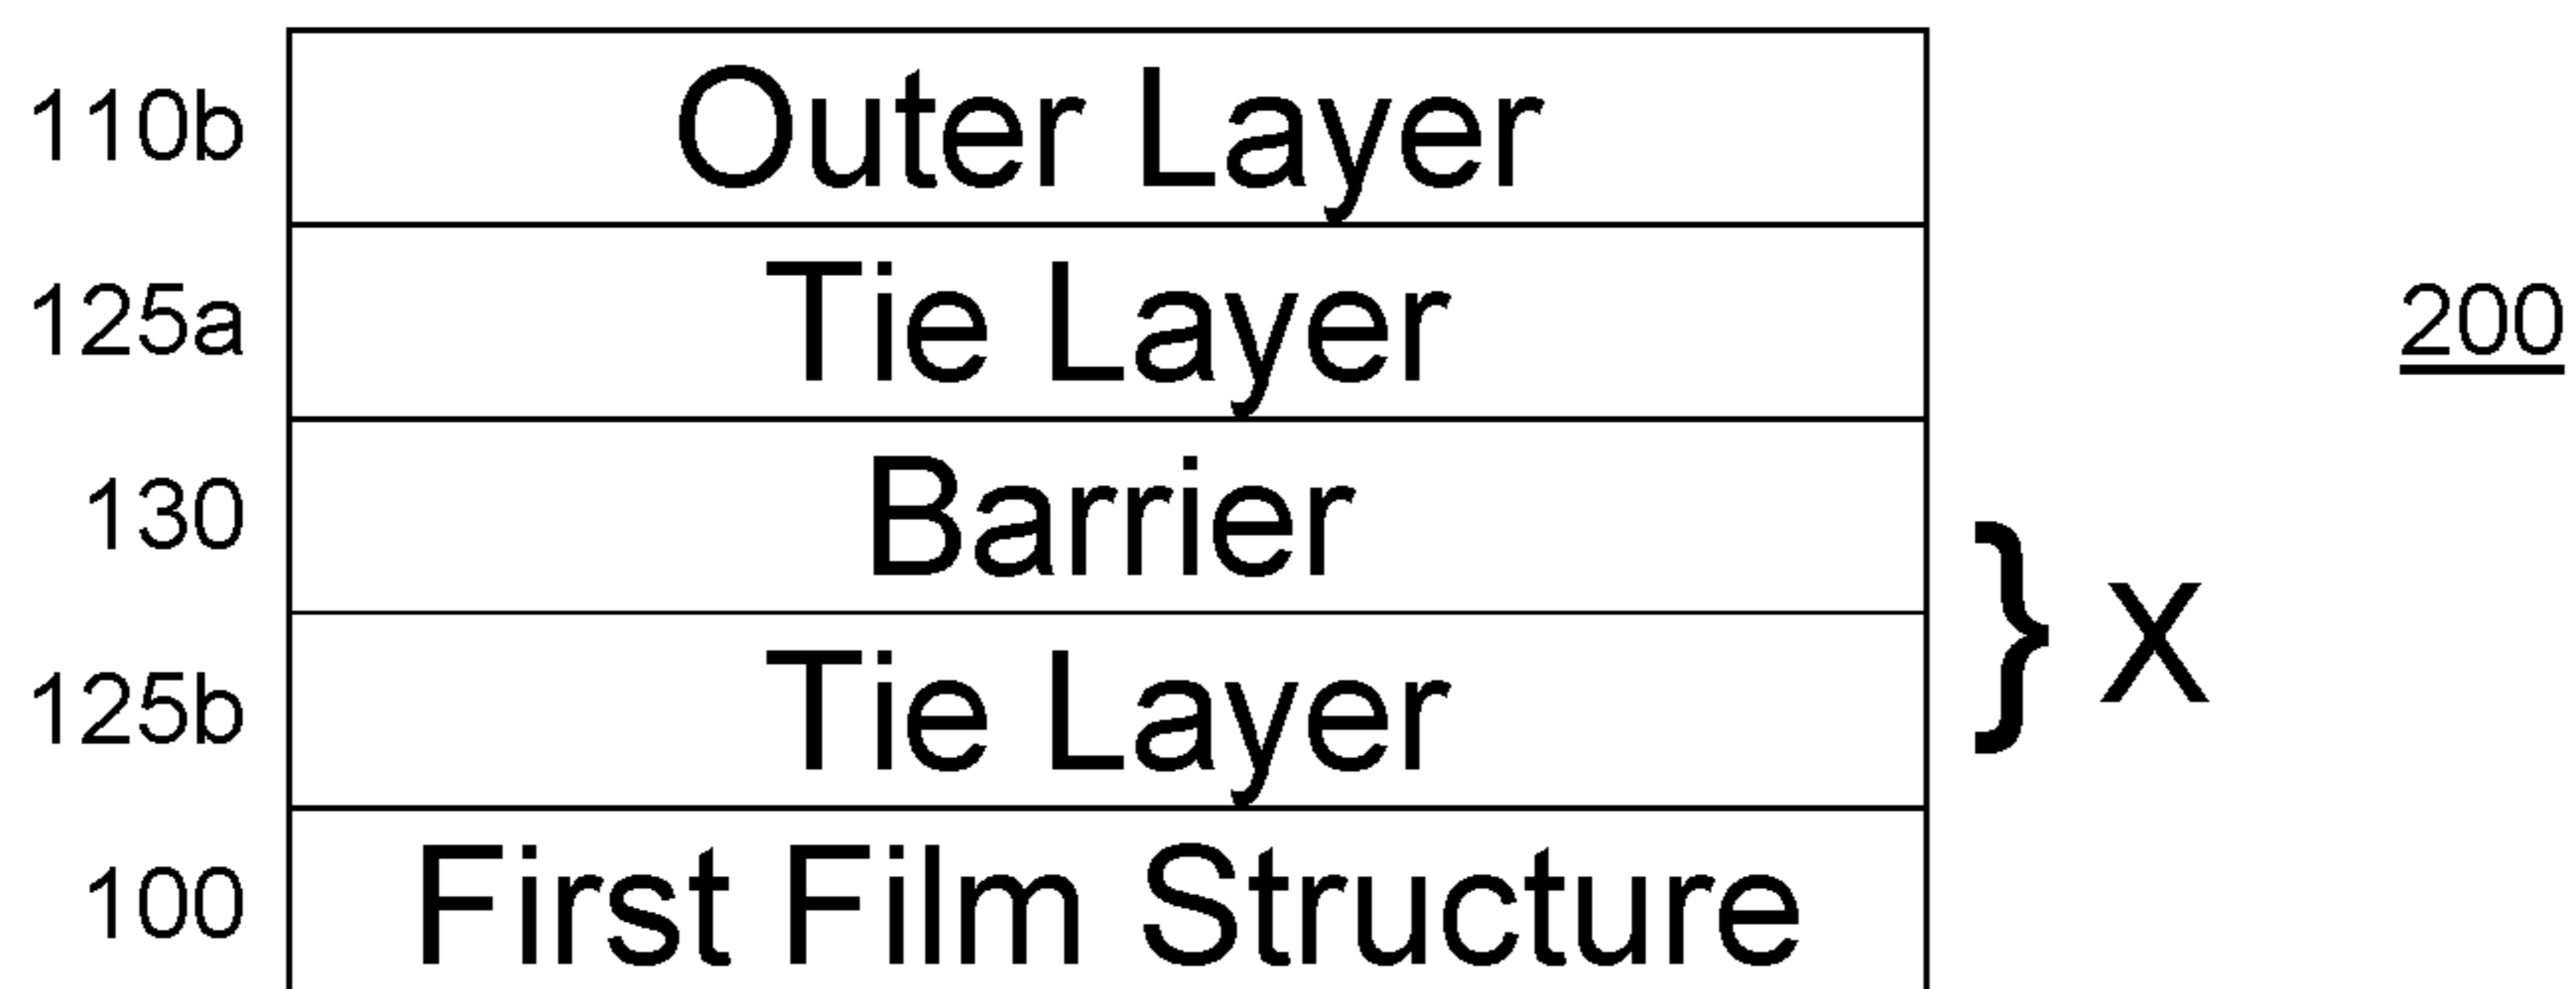 110b Outer Layer
125a Tie Layer 200
130 Barrier
} X
125b Tie Layer
100 First Film Structure